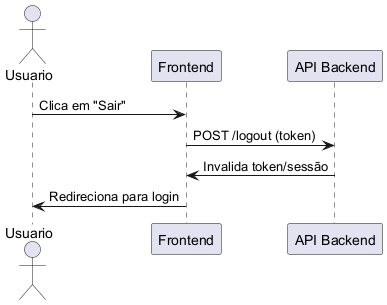 Usuario
Frontend
API Backend
Clica em "Sair"
POST /logout (token)
Invalida token/sessão
Redireciona para login
Usuario
Frontend
API Backend